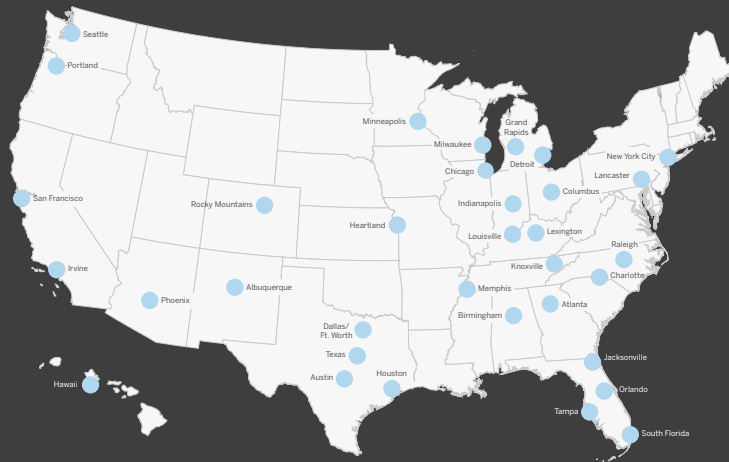 Seattle
Portland
Minneapolis
Grand
Rapids
Milwaukee
Detroit
New York City
Chicago
Lancaster
Columbus
San Francisco
Rocky Mountains
Indianapolis
Heartland
Louisville
Lexington
Raleigh
Knoxville
Irvine
Charlotte
Albuquerque
Memphis
Phoenix
Atlanta
Birmingham
Dallas/
Ft. Worth
Texas
Jacksonville
Houston
Austin
Hawaii
Orlando
Tampa
South Florida